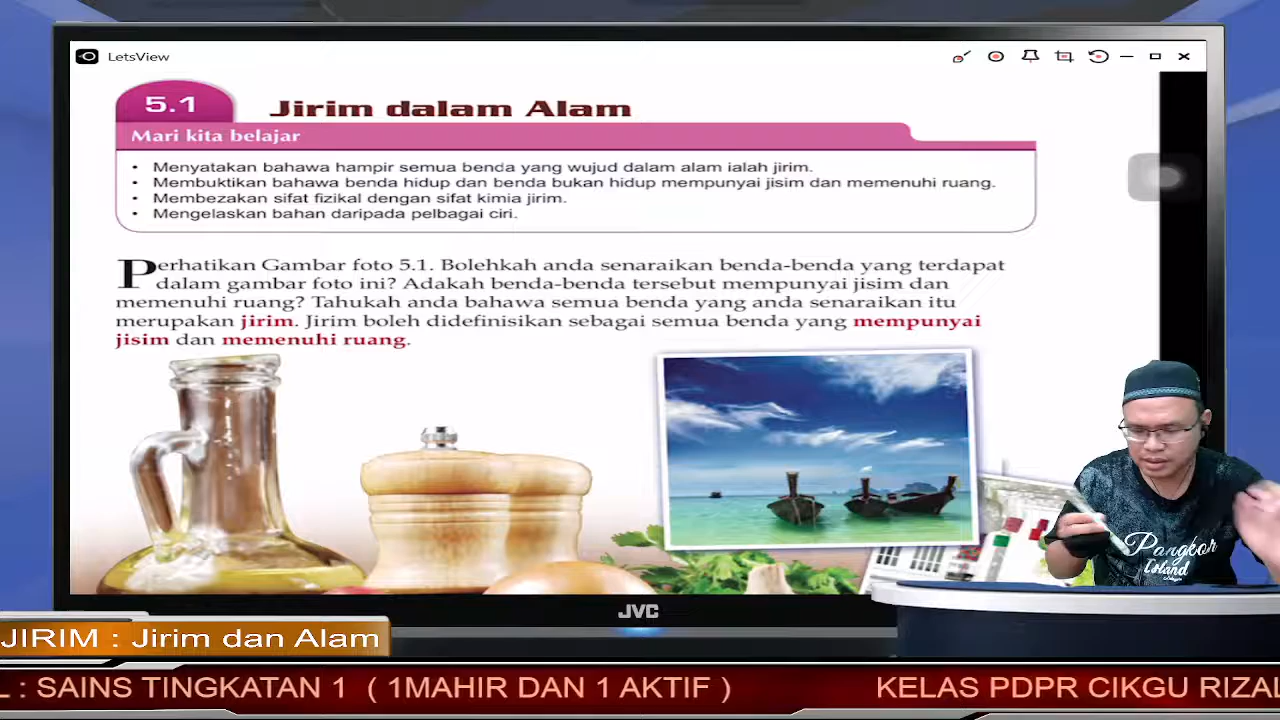 LetsView
5.1 Jirim dalam Alam
Mari kita belajar
• Menyatakan bahawa hampir semua benda yang wujud dalam alam ialah jirim.
• Membuktikan bahawa benda hidup dan benda bukan hidup mempunyai jisim dan memenuhi ruang.
• Membezakan sifat fizikal dengan sifat kimia jirim.
• Mengelaskan bahan daripada pelbagai ciri.
Perhatikan Gambar foto 5.1. Bolehkah anda senaraikan benda-benda yang terdapat
dalam gambar foto ini? Adakah benda-benda tersebut mempunyai jisim dan
memenuhi ruang? Tahukah anda bahawa semua benda yang anda senaraikan itu
merupakan jirim. Jirim boleh didefinisikan sebagai semua benda yang mempunyai
jisim dan memenuhi ruang.
Pangkor
Island
JVC
JIRIM : Jirim dan Alam
L : SAINS TINGKATAN 1 ( 1MAHIR DAN 1 AKTIF ) KELAS PDPR CIKGU RIZAL